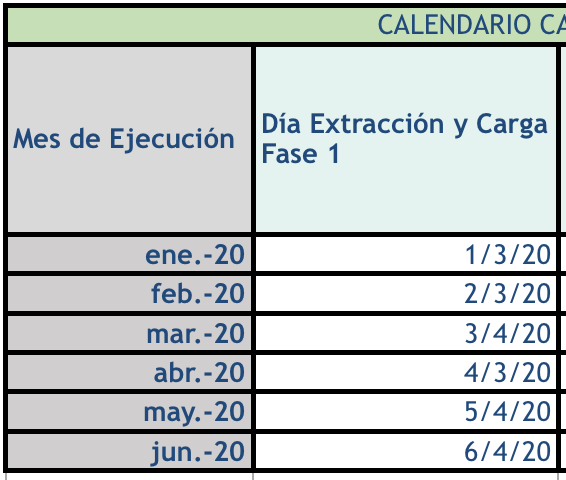 CALENDARIO CA
Mes de Ejecución
Día Extracción y Carga
Fase 1
ene.-20 1/3/20
feb.-20 2/3/20
mar.-20 3/4/20
abr.-20 4/3/20
may.-20 5/4/20
jun.-20 6/4/20